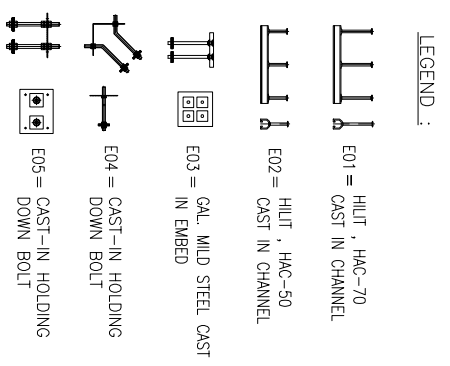 LEGEND :
E01 = HILIT , HAC-70
CAST IN CHANNEL
E02 = HILIT , HAC-50
CAST IN CHANNEL
E03 = GAL. MILD STEEL CAST
IN EMBED
E04 = CAST-IN HOLDING
DOWN BOLT
E05 = CAST-IN HOLDING
DOWN BOLT